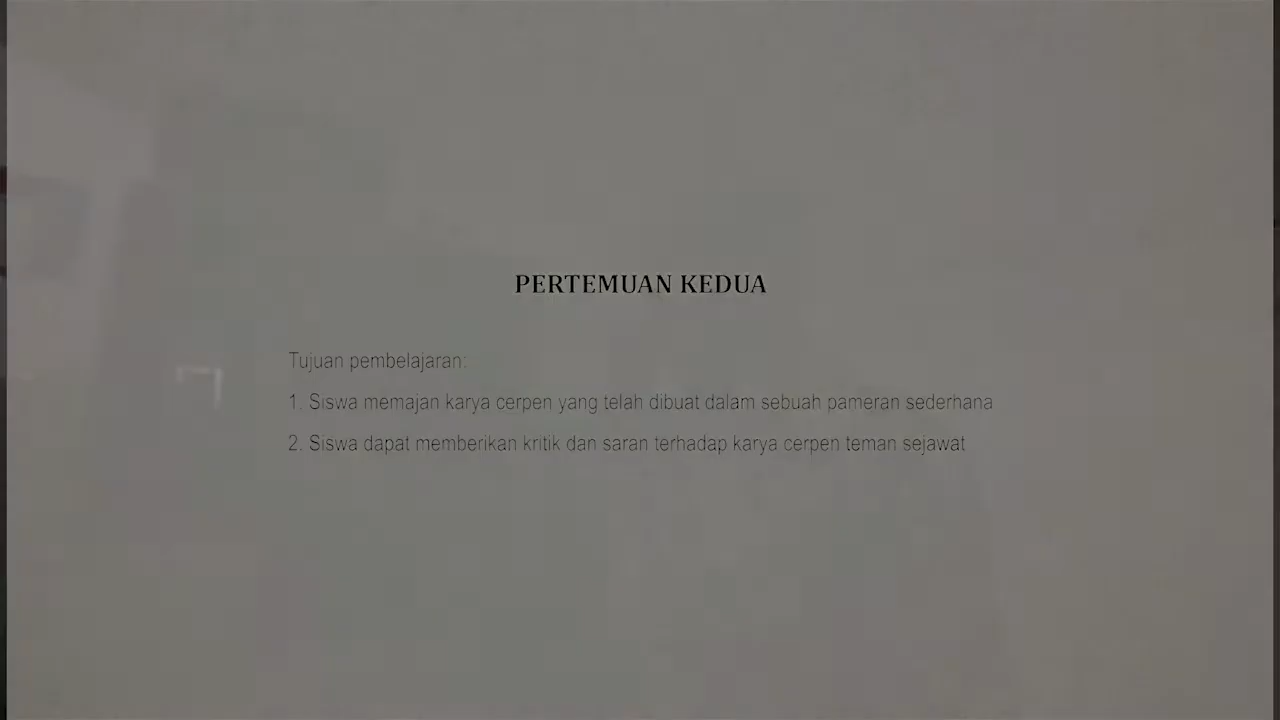 PERTEMUAN KEDUA
Tujuan pembelajaran:
1. Siswa memajan karya cerpen yang telah dibuat dalam sebuah pameran sederhana
2. Siswa dapat memberikan kritik dan saran terhadap karya cerpen teman sejawat